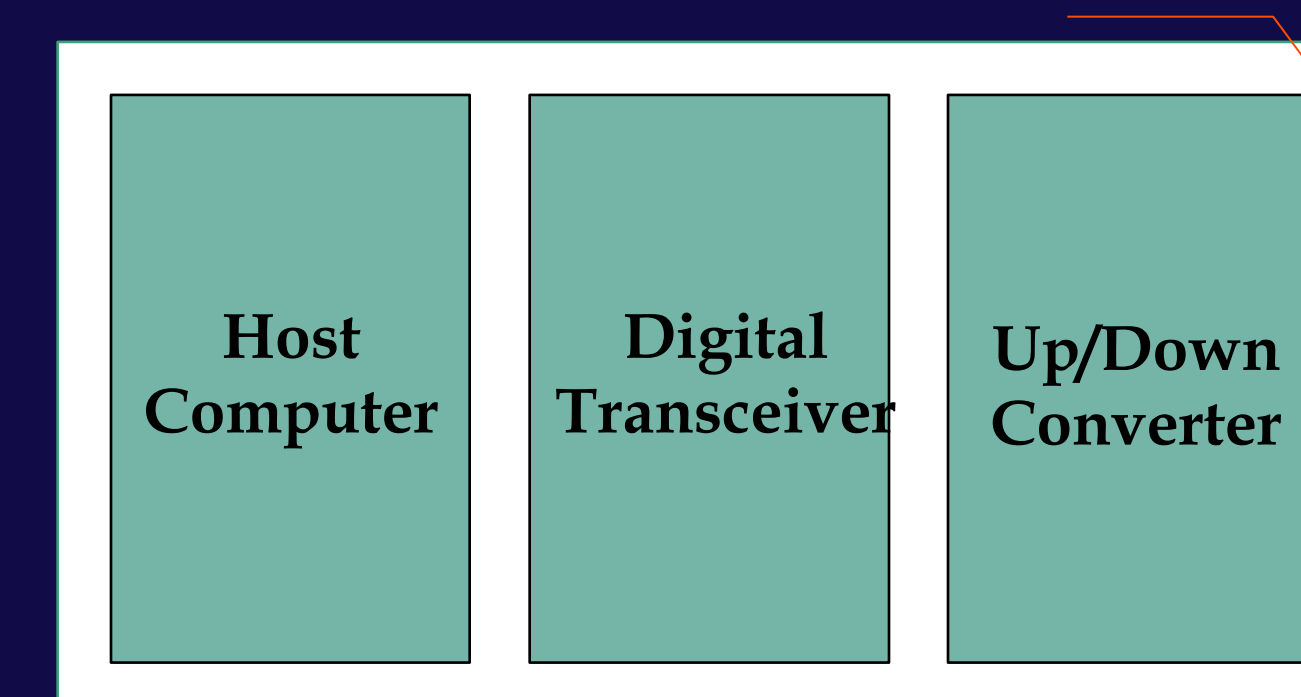 Host
Computer
Digital
Transceiver
Up/Down
Converter